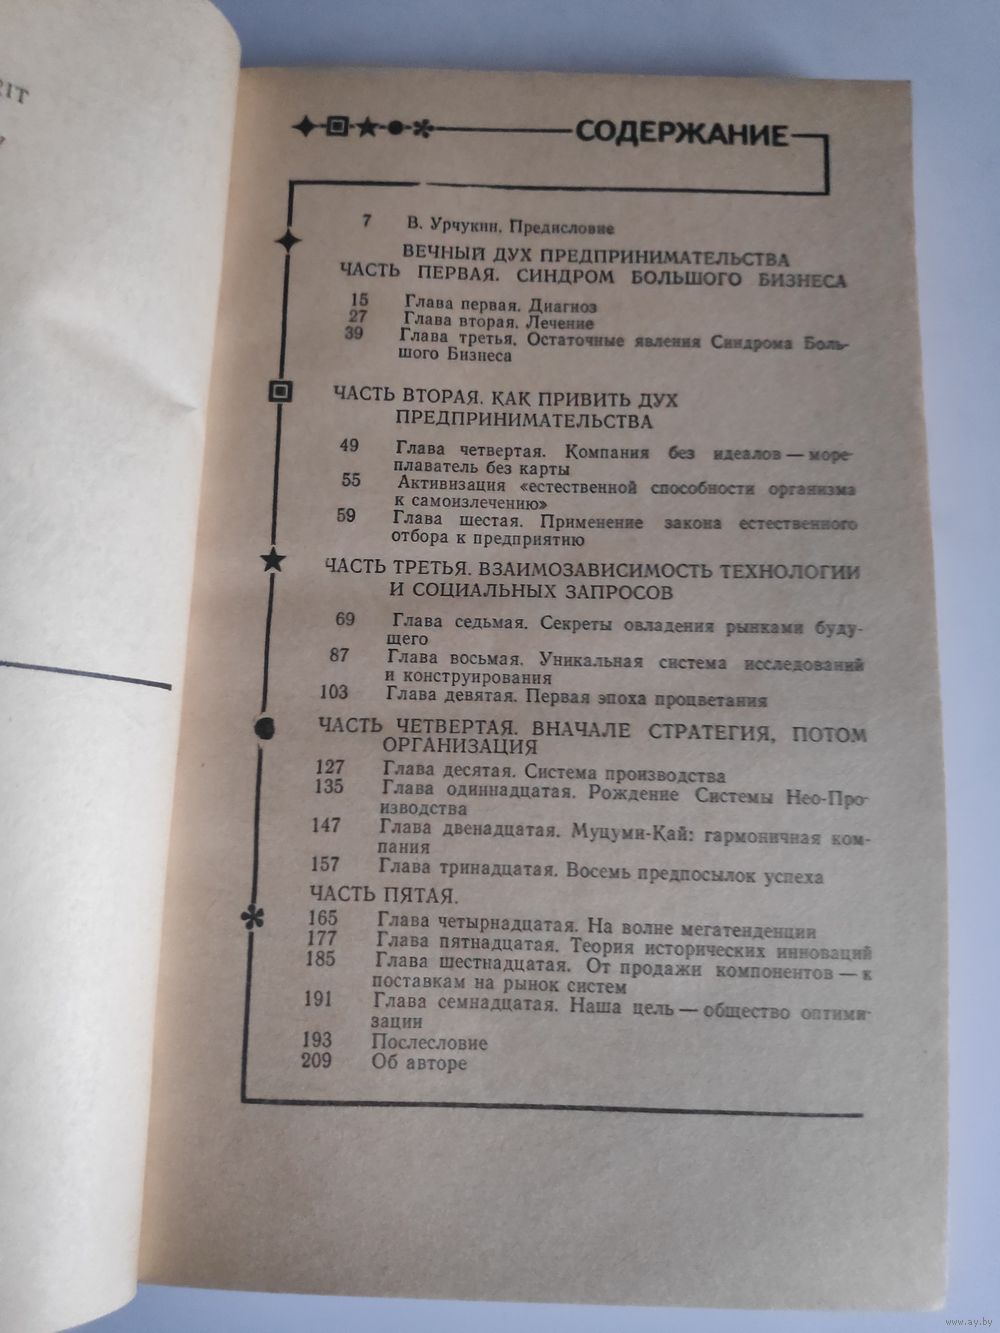 RIT
СОДЕРЖАНИЕ
7 В. Урчукин. Предисловие
ВЕЧНЫЙ ДУХ ПРЕДПРИНИМАТЕЛЬСТВА
ЧАСТЬ ПЕРВАЯ. СИНДРОМ БОЛЬШОГО БИЗНЕСА
15 Глава первая. Диагноз
27 Глава вторая. Лечение
39 Глава третья. Остаточные явления Синдрома Боль-
шого Бизнеса
ЧАСТЬ ВТОРАЯ. КАК ПРИВИТЬ ДУХ
ПРЕДПРИНИМАТЕЛЬСТВА
49 Глава четвертая. Компания без идеалов — море-
плаватель без карты
55 Активизация «естественной способности организма
к самоизлечению»
59 Глава шестая. Применение закона естественного
отбора к предприятию
ЧАСТЬ ТРЕТЬЯ. ВЗАИМОЗАВИСИМОСТЬ ТЕХНОЛОГИИ
И СОЦИАЛЬНЫХ ЗАПРОСОВ
69 Глава седьмая. Секреты овладения рынками буду-
щего
87 Глава восьмая. Уникальная система исследований
и конструирования
103 Глава девятая. Первая эпоха процветания
ЧАСТЬ ЧЕТВЕРТАЯ. ВНАЧАЛЕ СТРАТЕГИЯ, ПОТОМ
ОРГАНИЗАЦИЯ
127 Глава десятая. Система производства
135 Глава одиннадцатая. Рождение Системы Нео-Про-
изводства
147 Глава двенадцатая. Муцуми-Кай: гармоничная ком-
пания
157 Глава тринадцатая. Восемь предпосылок успеха
ЧАСТЬ ПЯТАЯ.
165 Глава четырнадцатая. На волне мегатенденции
177 Глава пятнадцатая. Теория исторических инноваций
185 Глава шестнадцатая. От продажи компонентов — к
поставкам на рынок систем
191 Глава семнадцатая. Наша цель — общество оптими-
зации
193 Послесловие
209 Об авторе
www.ay.by